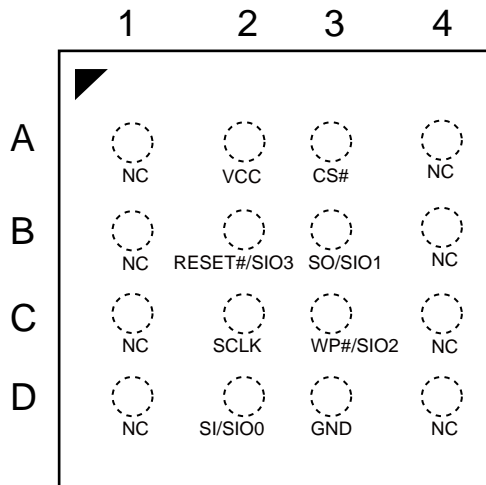 1 2 3 4
A
NC VCC CS# NC
B
NC RESET#/SIO3 SO/SIO1 NC
C
NC SCLK WP#/SIO2 NC
D
NC SI/SIO0 GND NC